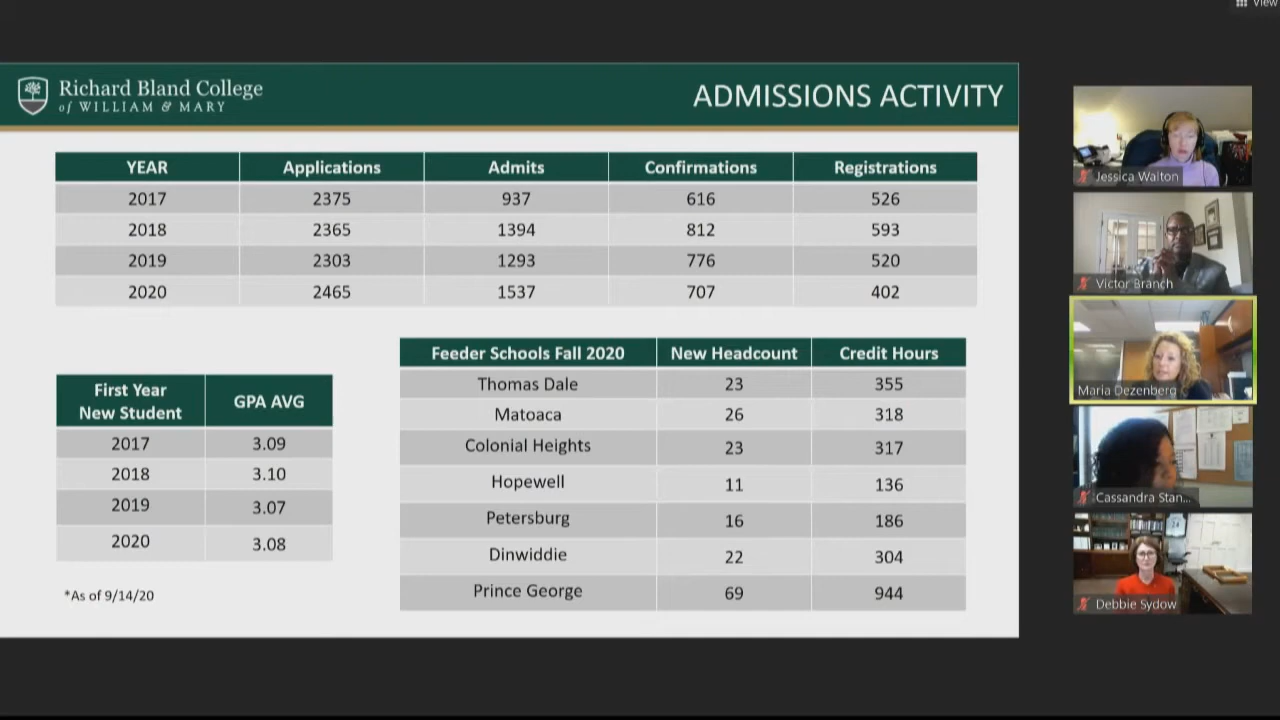 View
Richard Bland College
of WILLIAM & MARY
ADMISSIONS ACTIVITY
YEAR Applications Admits Confirmations Registrations
2017 2375 937 616 526
2018 2365 1394 812 593
2019 2303 1293 776 520
2020 2465 1537 707 402
First Year
New Student GPA AVG
2017 3.09
2018 3.10
2019 3.07
2020 3.08
*As of 9/14/20
Feeder Schools Fall 2020 New Headcount Credit Hours
Thomas Dale 23 355
Matoaca 26 318
Colonial Heights 23 317
Hopewell 11 136
Petersburg 16 186
Dinwiddie 22 304
Prince George 69 944
Jessica Walton
Victor Branch
Maria Dezenberg
Cassandra Stan...
Debbie Sydow